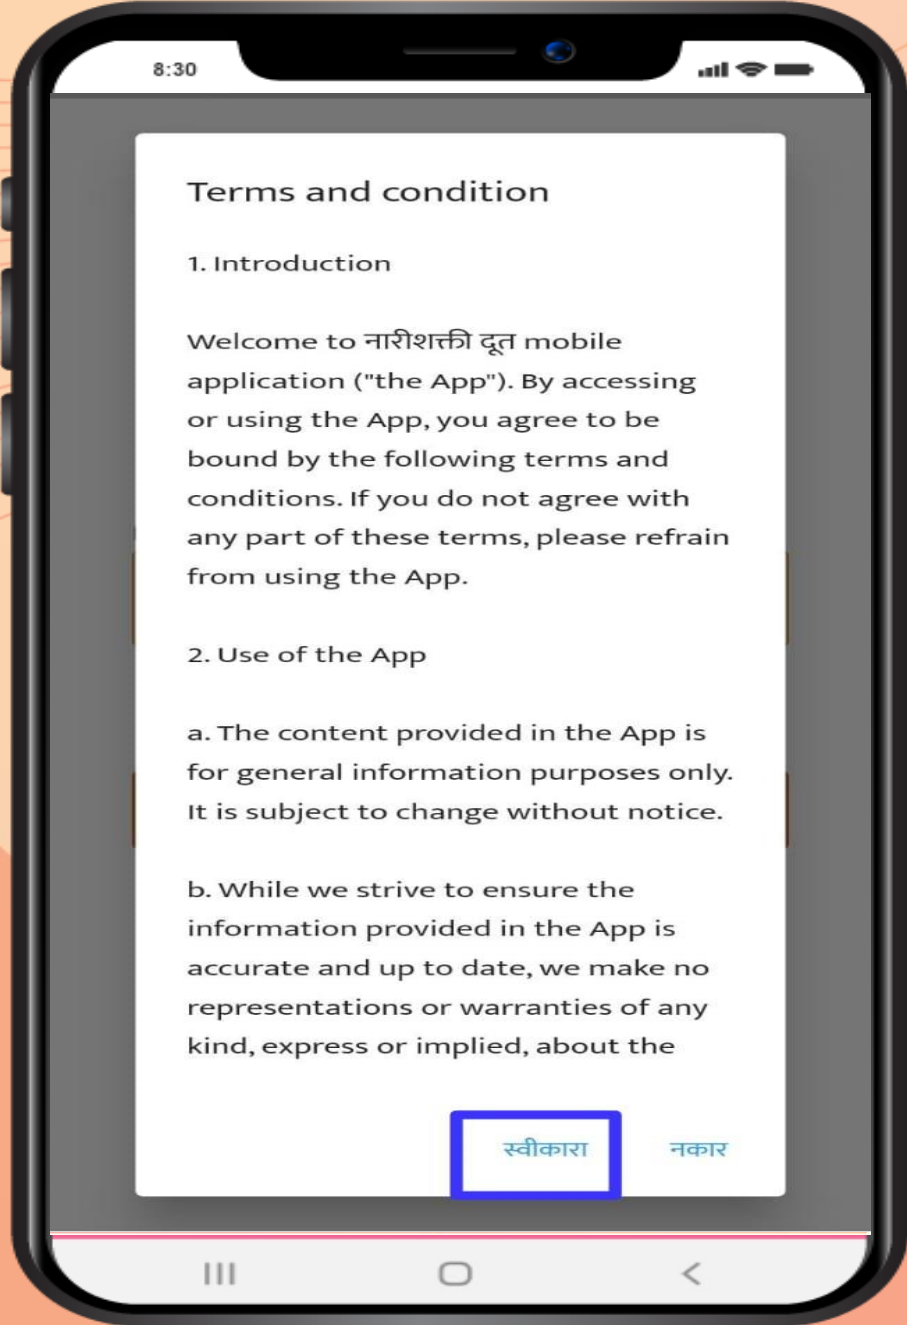 8:30
Terms and condition
1. Introduction
Welcome to नारीशक्ती दूत mobile
application ("the App"). By accessing
or using the App, you agree to be
bound by the following terms and
conditions. If you do not agree with
any part of these terms, please refrain
from using the App.
2. Use of the App
a. The content provided in the App is
for general information purposes only.
It is subject to change without notice.
b. While we strive to ensure the
information provided in the App is
accurate and up to date, we make no
representations or warranties of any
kind, express or implied, about the
स्वीकारा नकार